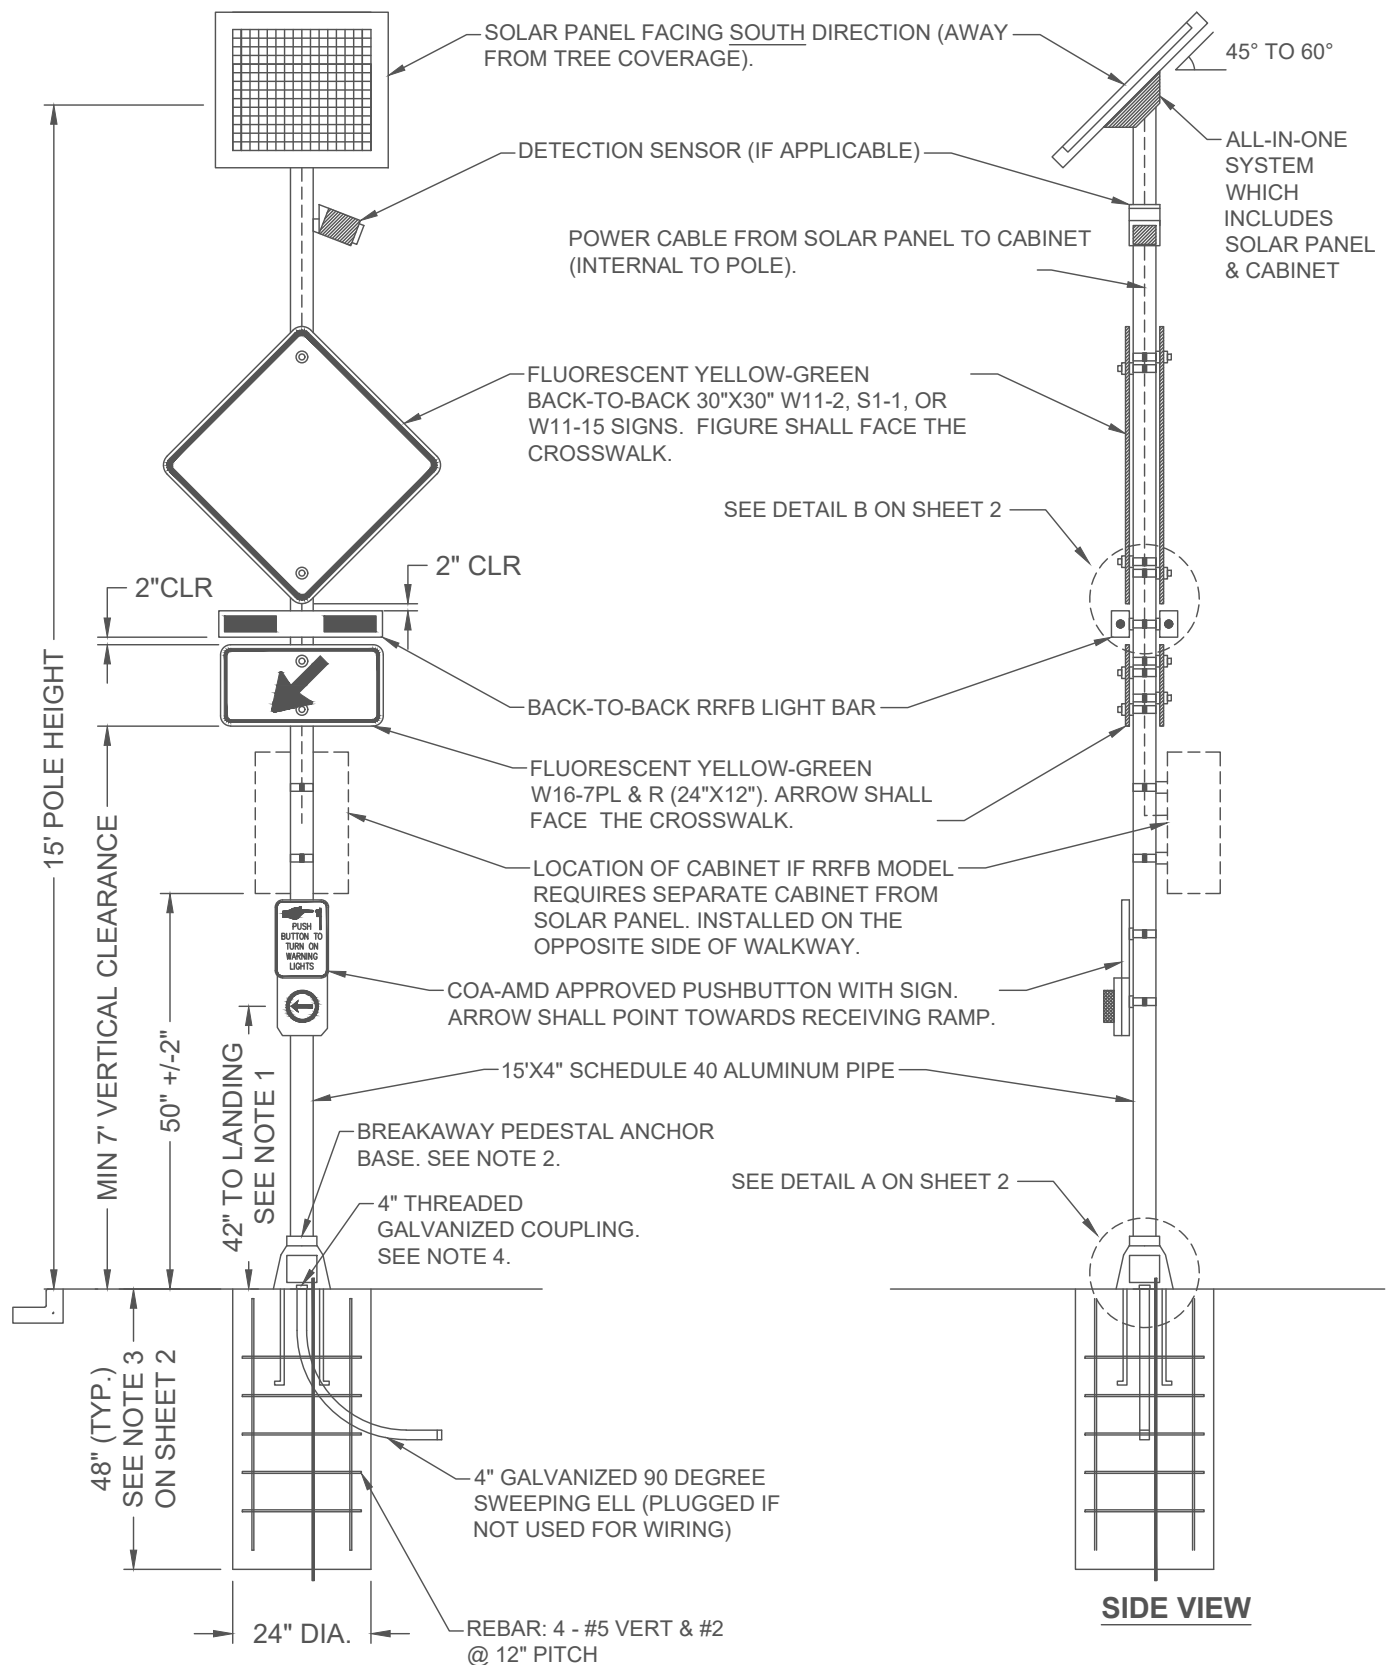 SOLAR PANEL FACING SOUTH DIRECTION (AWAY
FROM TREE COVERAGE).
45° TO 60°
DETECTION SENSOR (IF APPLICABLE)
ALL-IN-ONE
SYSTEM
WHICH
INCLUDES
SOLAR PANEL
& CABINET
POWER CABLE FROM SOLAR PANEL TO CABINET
(INTERNAL TO POLE).
FLUORESCENT YELLOW-GREEN
BACK-TO-BACK 30"X30" W11-2, S1-1, OR
W11-15 SIGNS. FIGURE SHALL FACE THE
CROSSWALK.
SEE DETAIL B ON SHEET 2
2" CLR
2"CLR
BACK-TO-BACK RRFB LIGHT BAR
FLUORESCENT YELLOW-GREEN
W16-7PL & R (24"X12"). ARROW SHALL
FACE THE CROSSWALK.
LOCATION OF CABINET IF RRFB MODEL
REQUIRES SEPARATE CABINET FROM
SOLAR PANEL. INSTALLED ON THE
OPPOSITE SIDE OF WALKWAY.
PUSH
BUTTON TO
TURN ON
WARNING
LIGHTS
COA-AMD APPROVED PUSHBUTTON WITH SIGN.
ARROW SHALL POINT TOWARDS RECEIVING RAMP.
15'X4" SCHEDULE 40 ALUMINUM PIPE
BREAKAWAY PEDESTAL ANCHOR
BASE. SEE NOTE 2.
SEE DETAIL A ON SHEET 2
4" THREADED
GALVANIZED COUPLING.
SEE NOTE 4.
15' POLE HEIGHT
MIN 7' VERTICAL CLEARANCE
50" +/-2"
42" TO LANDING
SEE NOTE 1
48" (TYP.)
SEE NOTE 3
ON SHEET 2
4" GALVANIZED 90 DEGREE
SWEEPING ELL (PLUGGED IF
NOT USED FOR WIRING)
24" DIA.
REBAR: 4 - #5 VERT & #2
@ 12" PITCH
SIDE VIEW